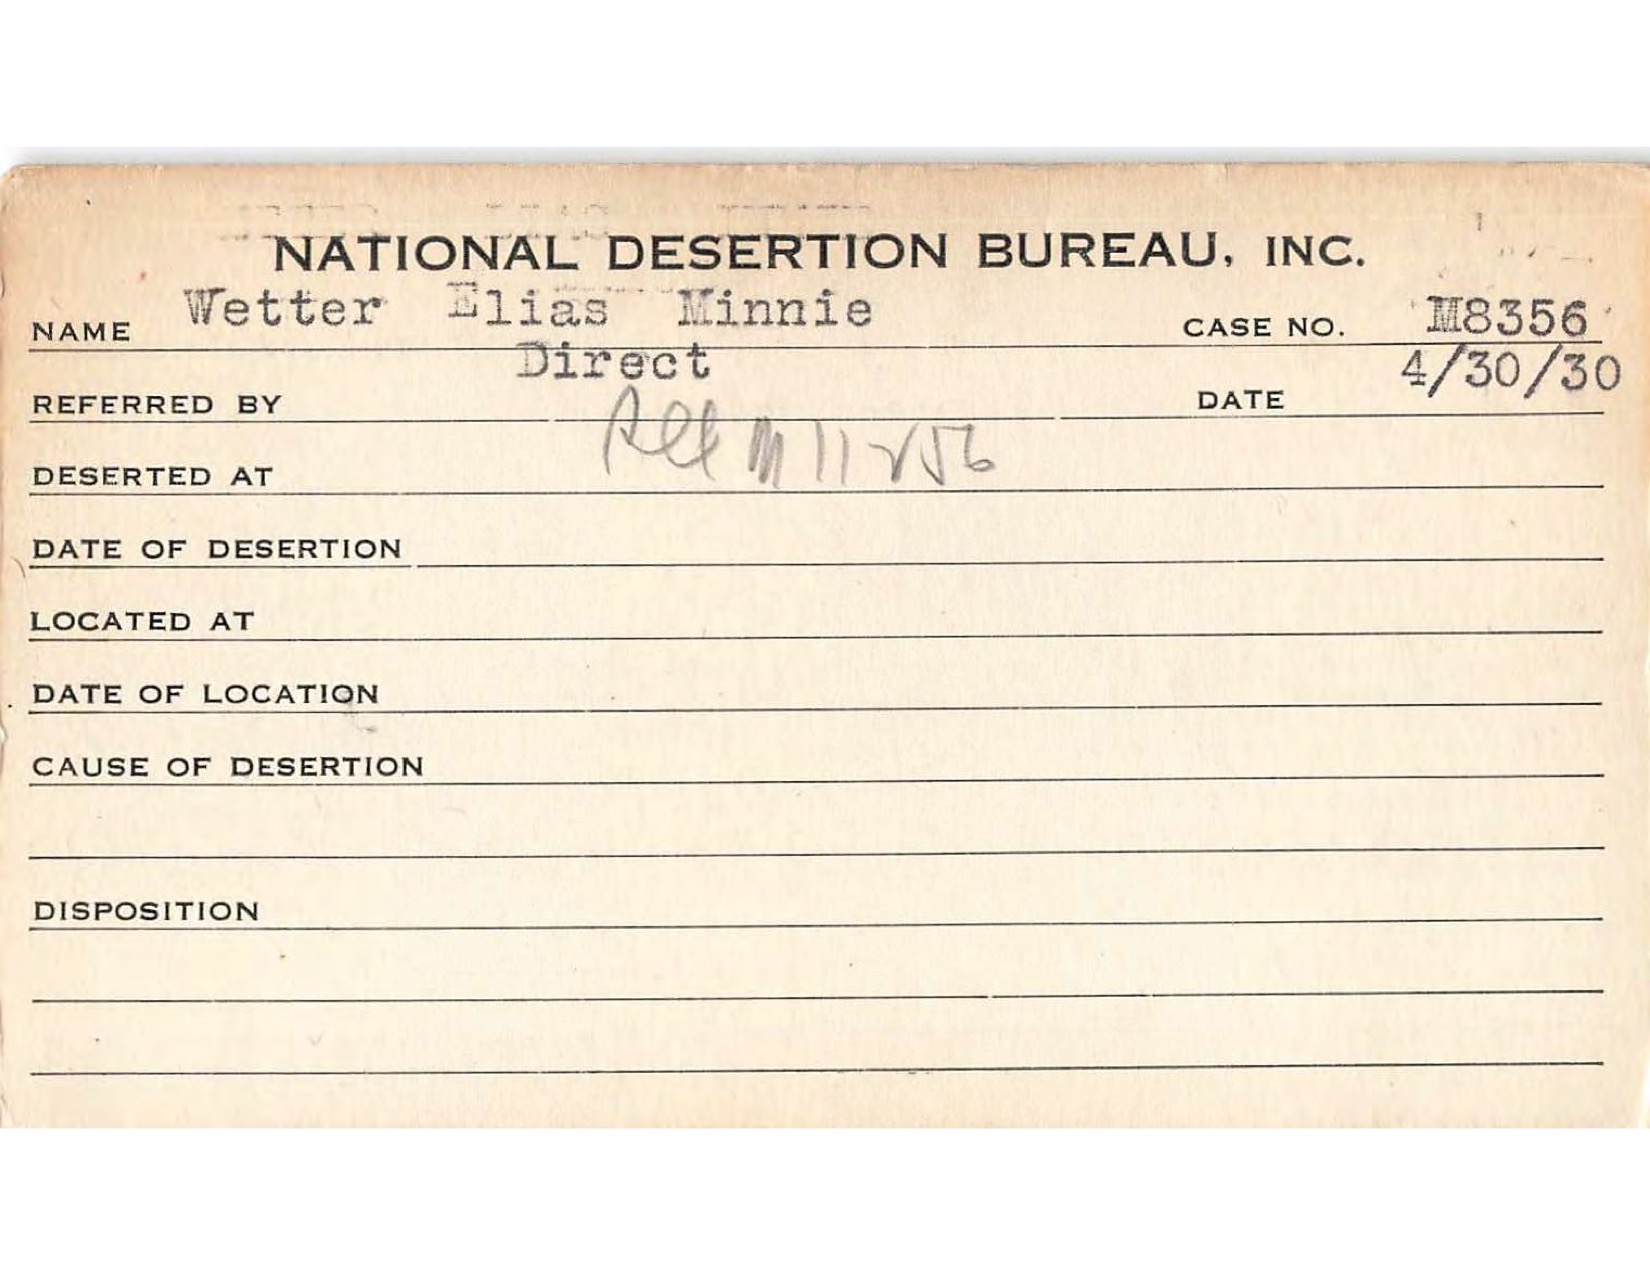 NATIONAL DESERTION BUREAU, INC.
NAME Wetter Elias Minnie CASE NO. M8356
REFERRED BY Direct DATE 4/30/30
M11256
DESERTED AT
DATE OF DESERTION
LOCATED AT
DATE OF LOCATION
CAUSE OF DESERTION
DISPOSITION